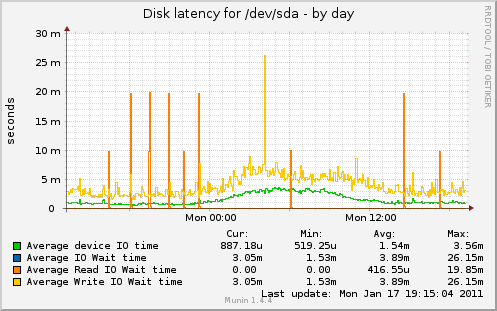 Disk latency for /dev/sda - by day
RRDTOOL / TOBI OETIKER
seconds
30 m
25 m
20 m
15 m
10 m
5 m
0
Mon 00:00 Mon 12:00
Cur: Min: Avg: Max:
Average device IO time 887.18u 519.25u 1.54m 3.56m
Average IO Wait time 3.05m 1.53m 3.89m 26.15m
Average Read IO Wait time 0.00 0.00 416.55u 19.85m
Average Write IO Wait time 3.05m 1.53m 3.89m 26.15m
Last update: Mon Jan 17 19:15:04 2011
Munin 1.4.4